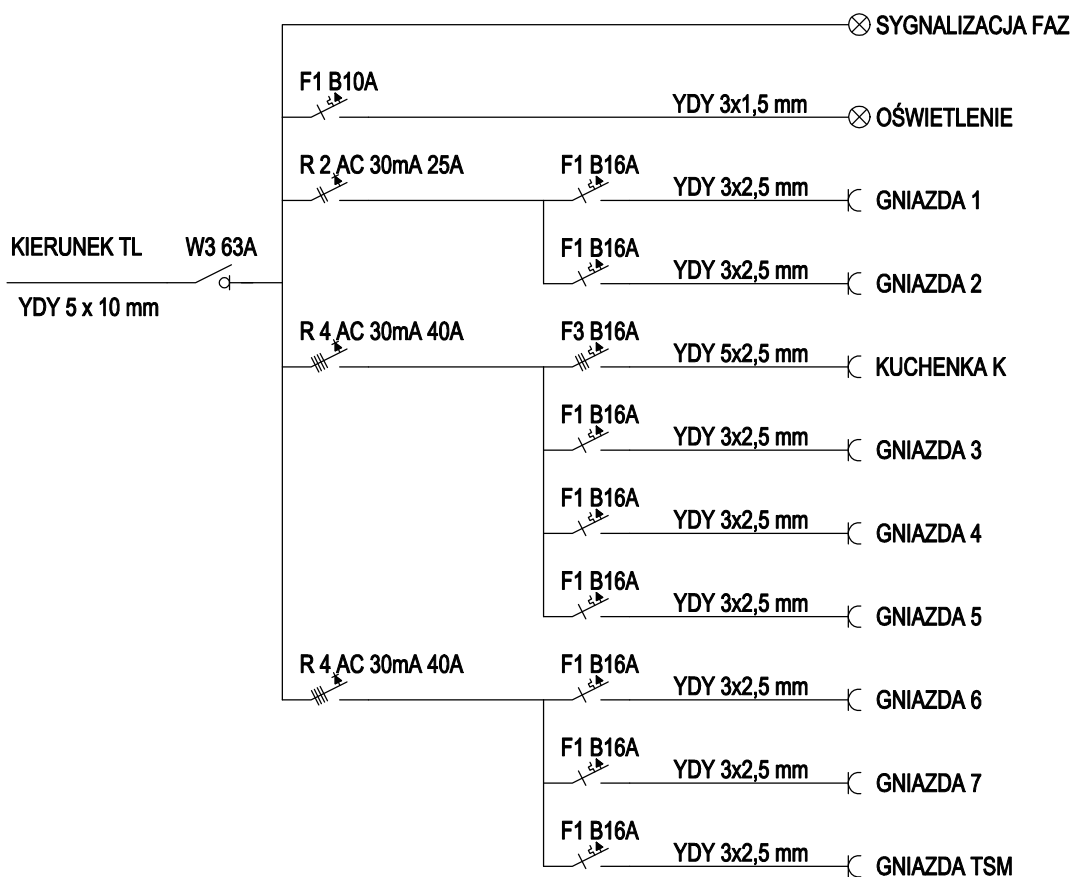 SYGNALIZACJA FAZ
F1 B10A
YDY 3x1,5 mm
OŚWIETLENIE
R 2 AC 30mA 25A
F1 B16A
YDY 3x2,5 mm
GNIAZDA 1
KIERUNEK TL
W3 63A
YDY 5 x 10 mm
F1 B16A
YDY 3x2,5 mm
GNIAZDA 2
R 4 AC 30mA 40A
F3 B16A
YDY 5x2,5 mm
KUCHENKA K
F1 B16A
YDY 3x2,5 mm
GNIAZDA 3
F1 B16A
YDY 3x2,5 mm
GNIAZDA 4
F1 B16A
YDY 3x2,5 mm
GNIAZDA 5
R 4 AC 30mA 40A
F1 B16A
YDY 3x2,5 mm
GNIAZDA 6
F1 B16A
YDY 3x2,5 mm
GNIAZDA 7
F1 B16A
YDY 3x2,5 mm
GNIAZDA TSM